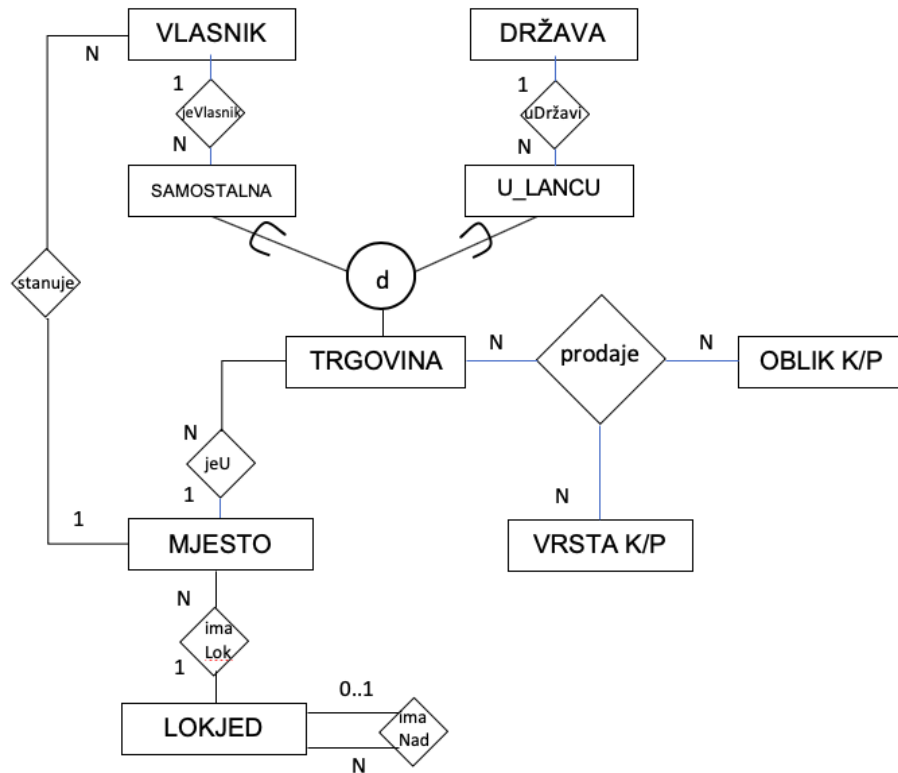 VLASNIK
DRŽAVA
N
1
1
jeVlasnik
uDržavi
N
N
SAMOSTALNA
U_LANCU
stanuje
d
TRGOVINA
N
prodaje
N
OBLIK K/P
N
jeU
1
N
1
MJESTO
VRSTA K/P
N
ima
Lok
1
0..1
LOKJED
ima
Nad
N